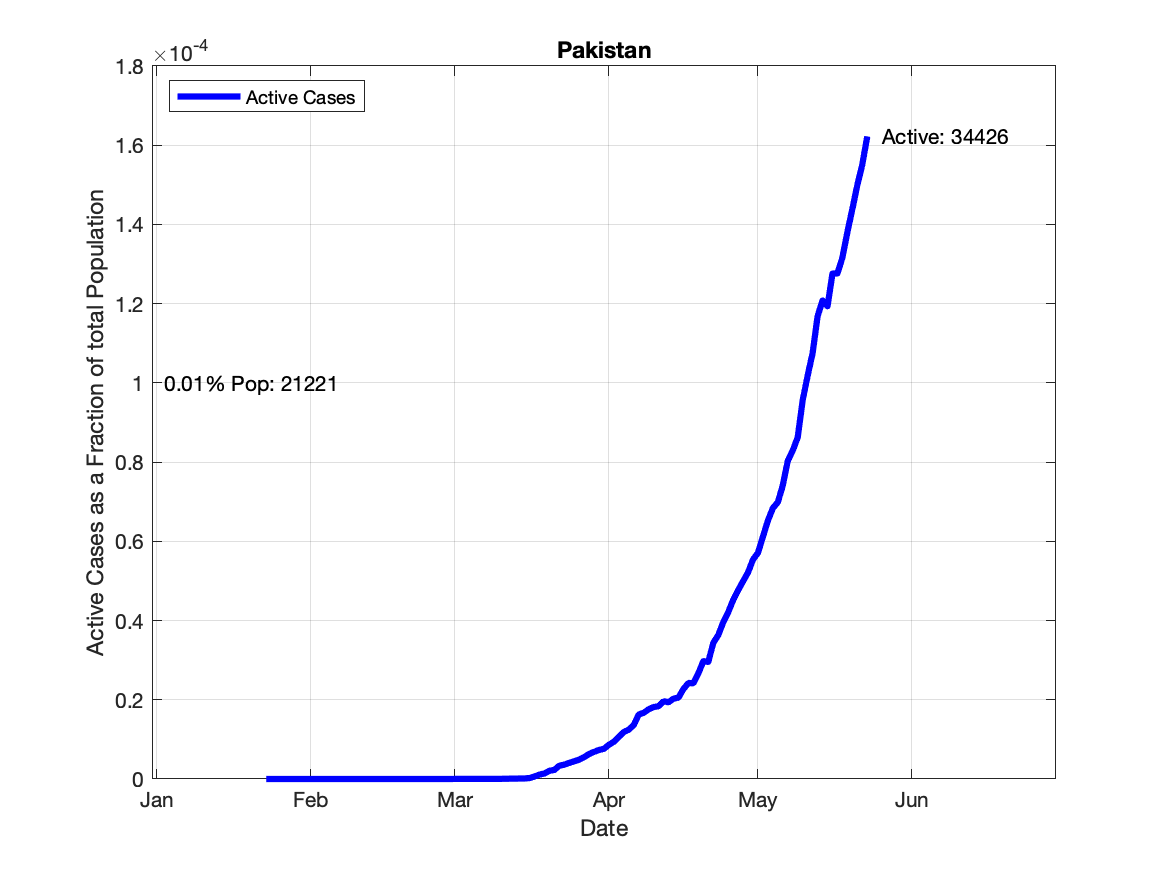 Pakistan
×10-4
1.8
1.6
1.4
1.2
1
0.8
0.6
0.4
0.2
0
Active Cases as a Fraction of total Population
Active Cases
Active: 34426
0.01% Pop: 21221
Jan Feb Mar Apr May Jun
Date